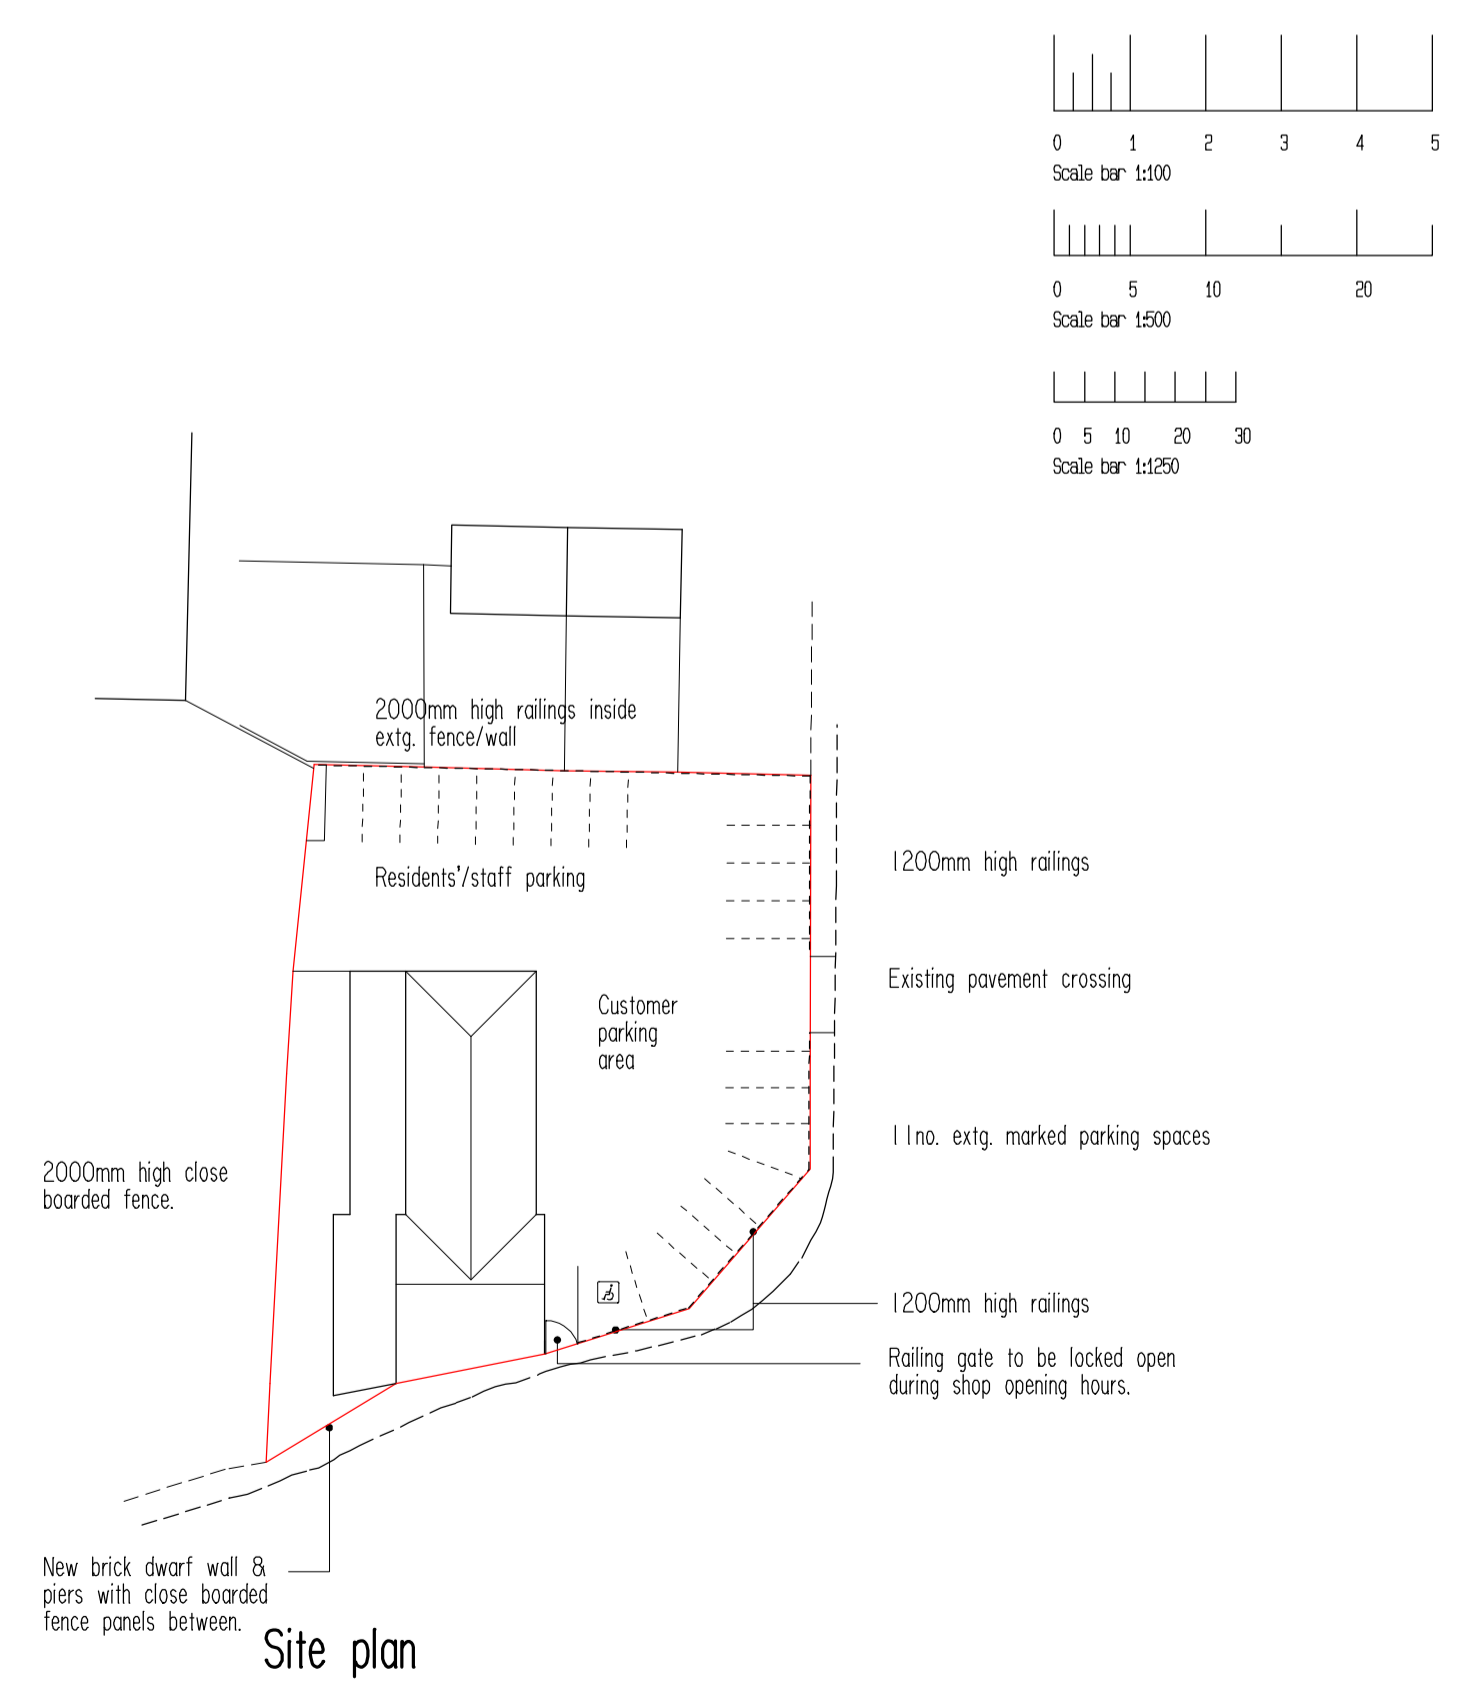 0 1 2 3 4 5
Scale bar 1:100
0 5 10 20
Scale bar 1:500
0 5 10 20 30
Scale bar 1:1250
2000mm high railings inside
extg. fence/wall
Residents'/staff parking
1200mm high railings
Existing pavement crossing
Customer
parking
area
11no. extg. marked parking spaces
2000mm high close
boarded fence.
1200mm high railings
Railing gate to be locked open
during shop opening hours.
New brick dwarf wall &
piers with close boarded
fence panels between.
Site plan